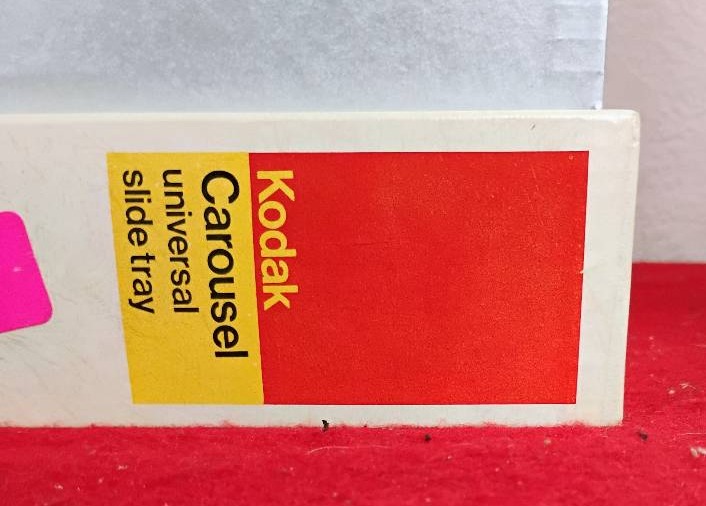 Kodak
Carousel
universal
slide tray